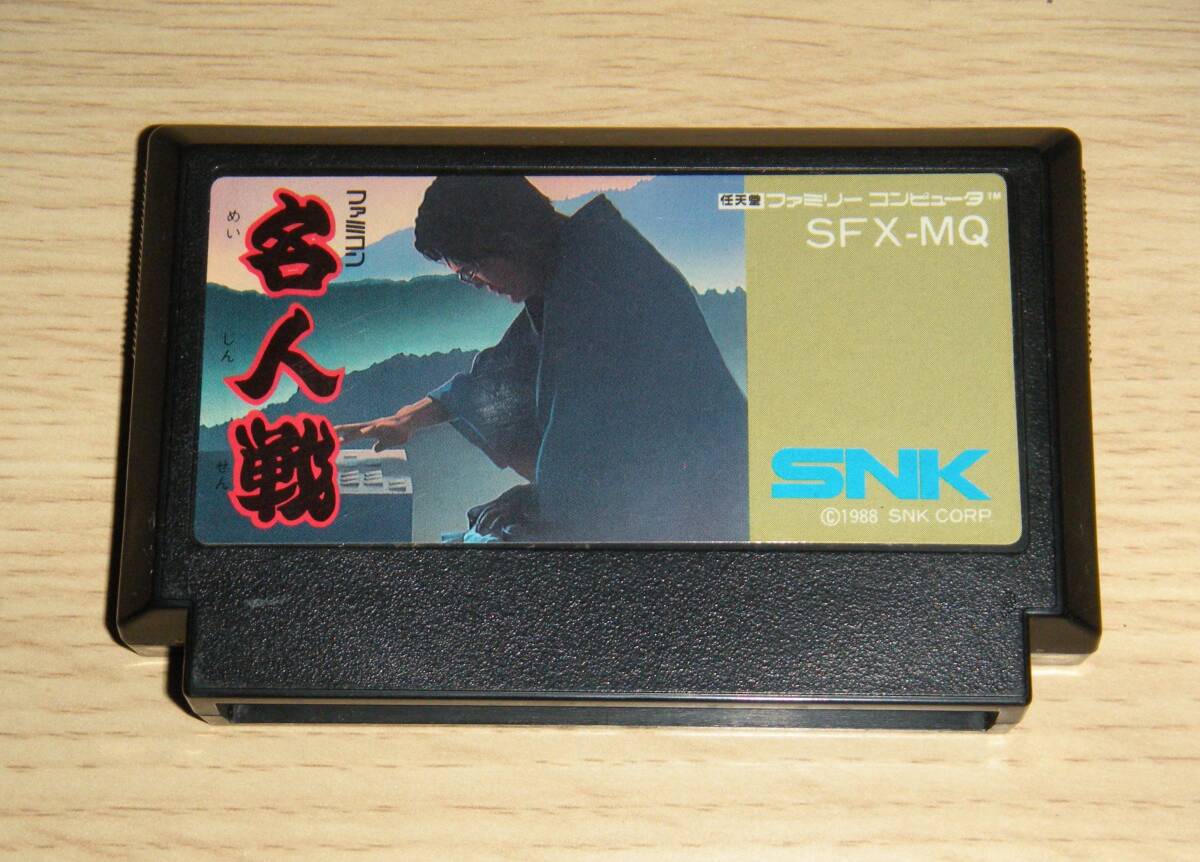 ファミコン
名人戦
めい
しん
せん
任天堂 ファミリーコンピュータ™
SFX-MQ
SNK
©1988 SNK CORP.